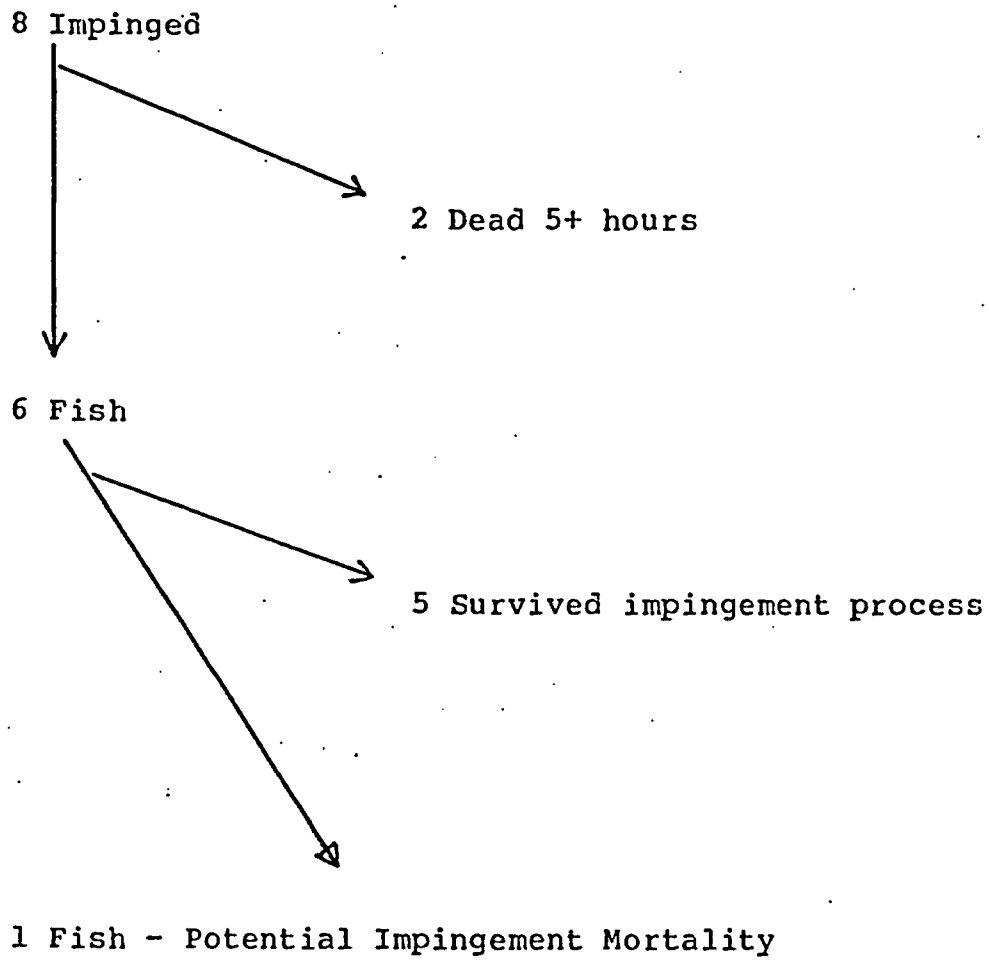 8 Impinged
2 Dead 5+ hours
6 Fish
5 Survived impingement process
1 Fish - Potential Impingement Mortality